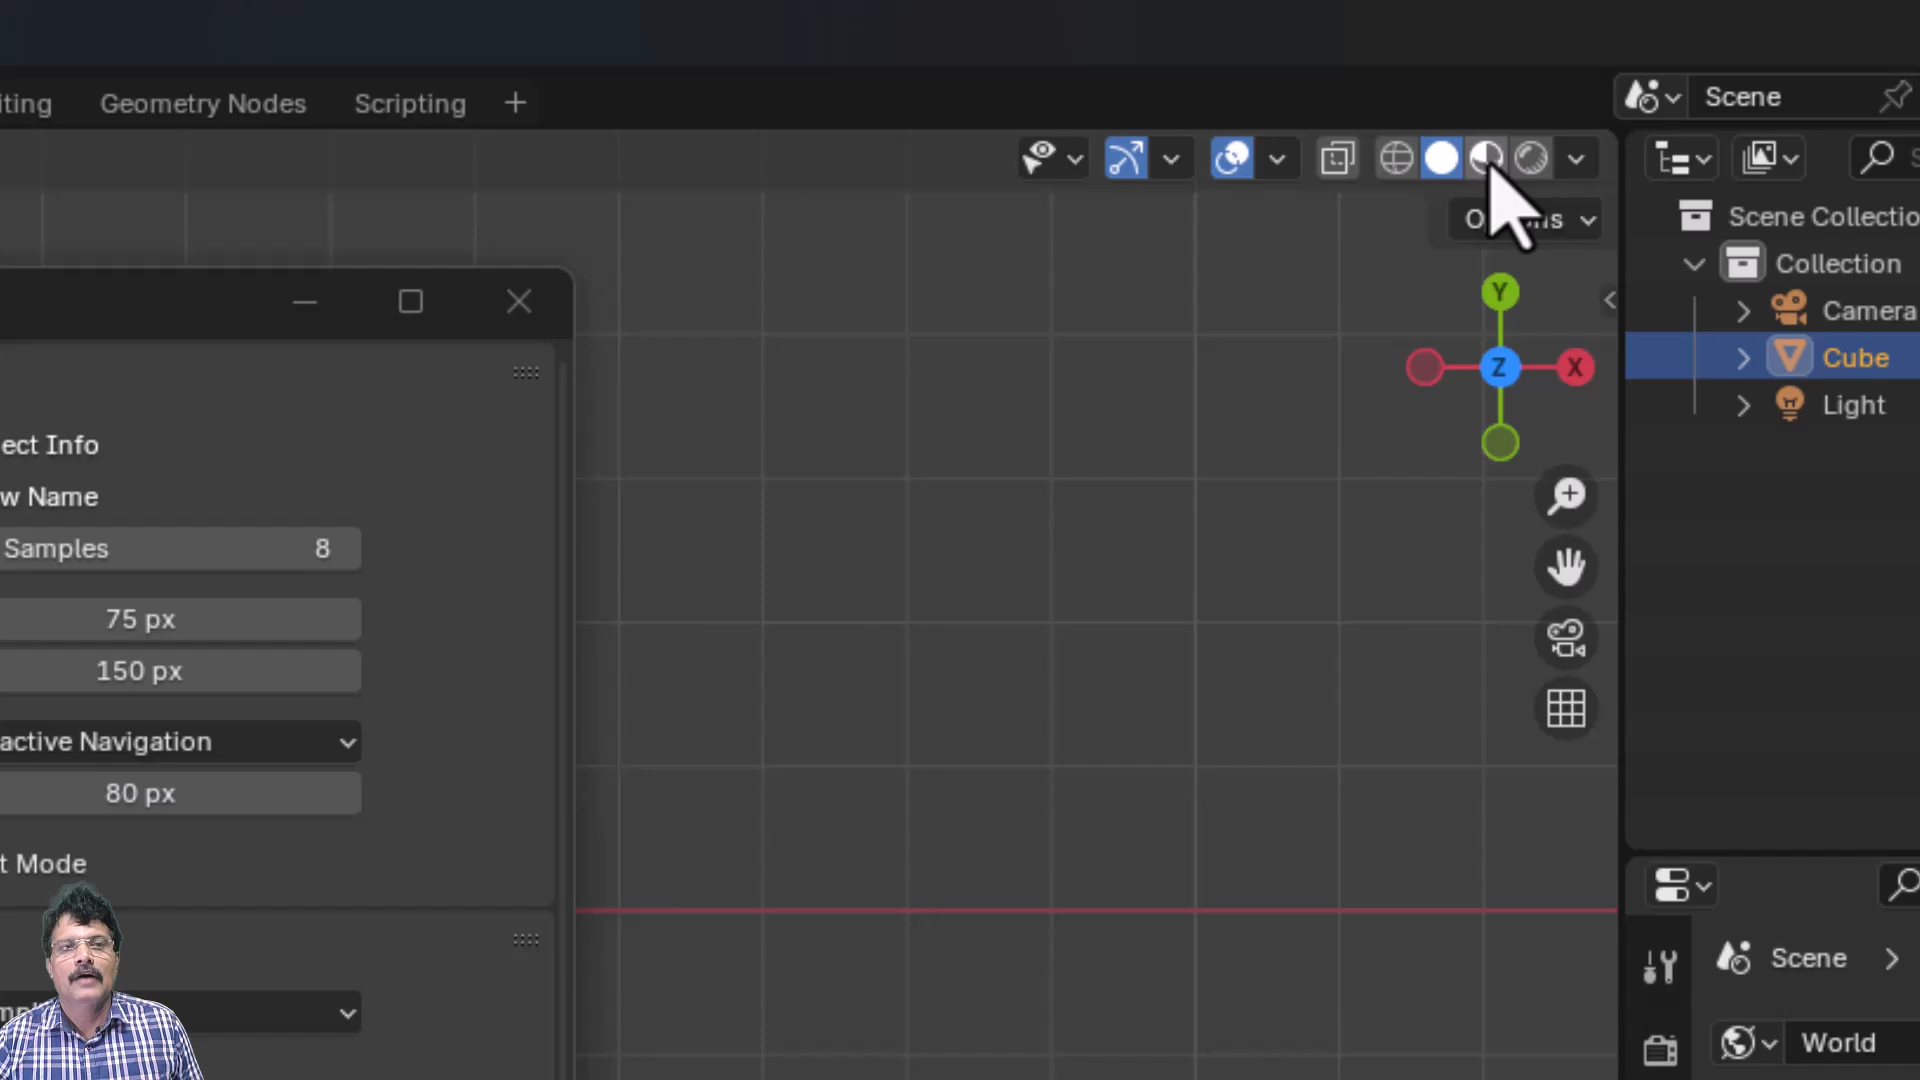 iting
Geometry Nodes
Scripting
Scene
Scene Collectio
Collection
Camera
Cube
Light
Y
Z
X
ect Info
w Name
Samples 8
75 px
150 px
active Navigation
80 px
t Mode
Scene
World